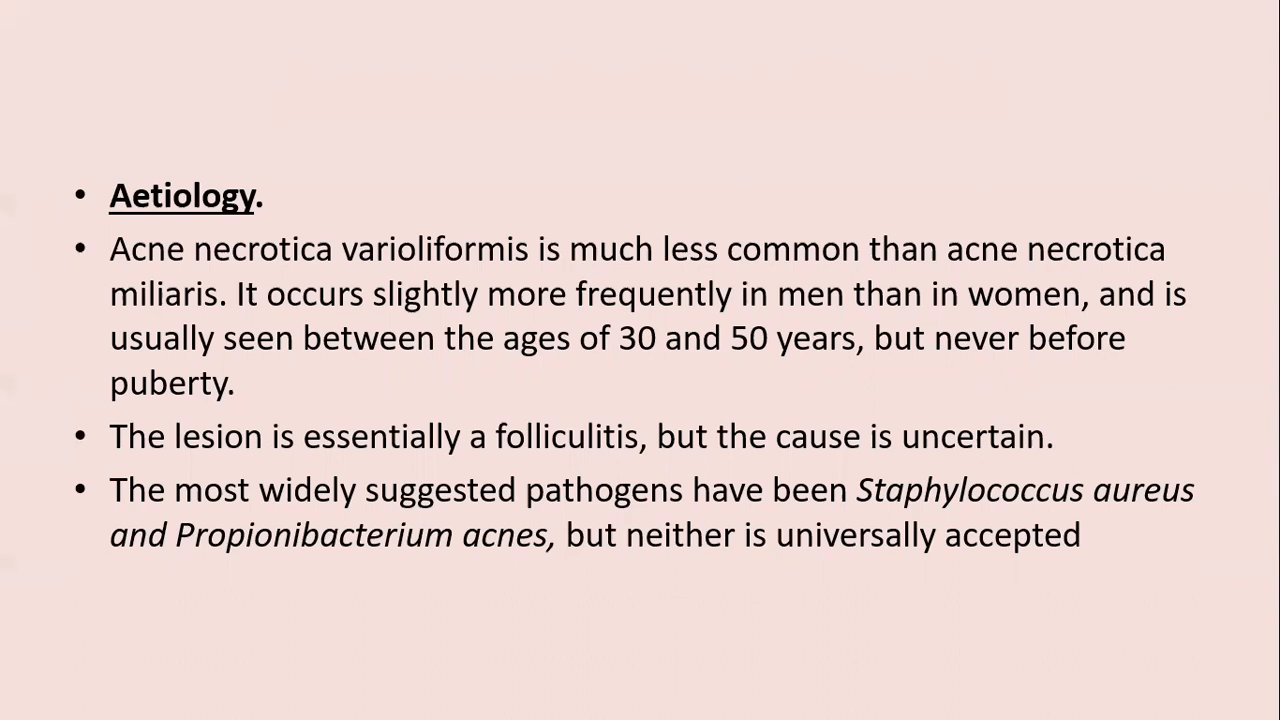 • Aetiology.
• Acne necrotica varioliformis is much less common than acne necrotica
miliaris. It occurs slightly more frequently in men than in women, and is
usually seen between the ages of 30 and 50 years, but never before
puberty.
• The lesion is essentially a folliculitis, but the cause is uncertain.
• The most widely suggested pathogens have been Staphylococcus aureus
and Propionibacterium acnes, but neither is universally accepted